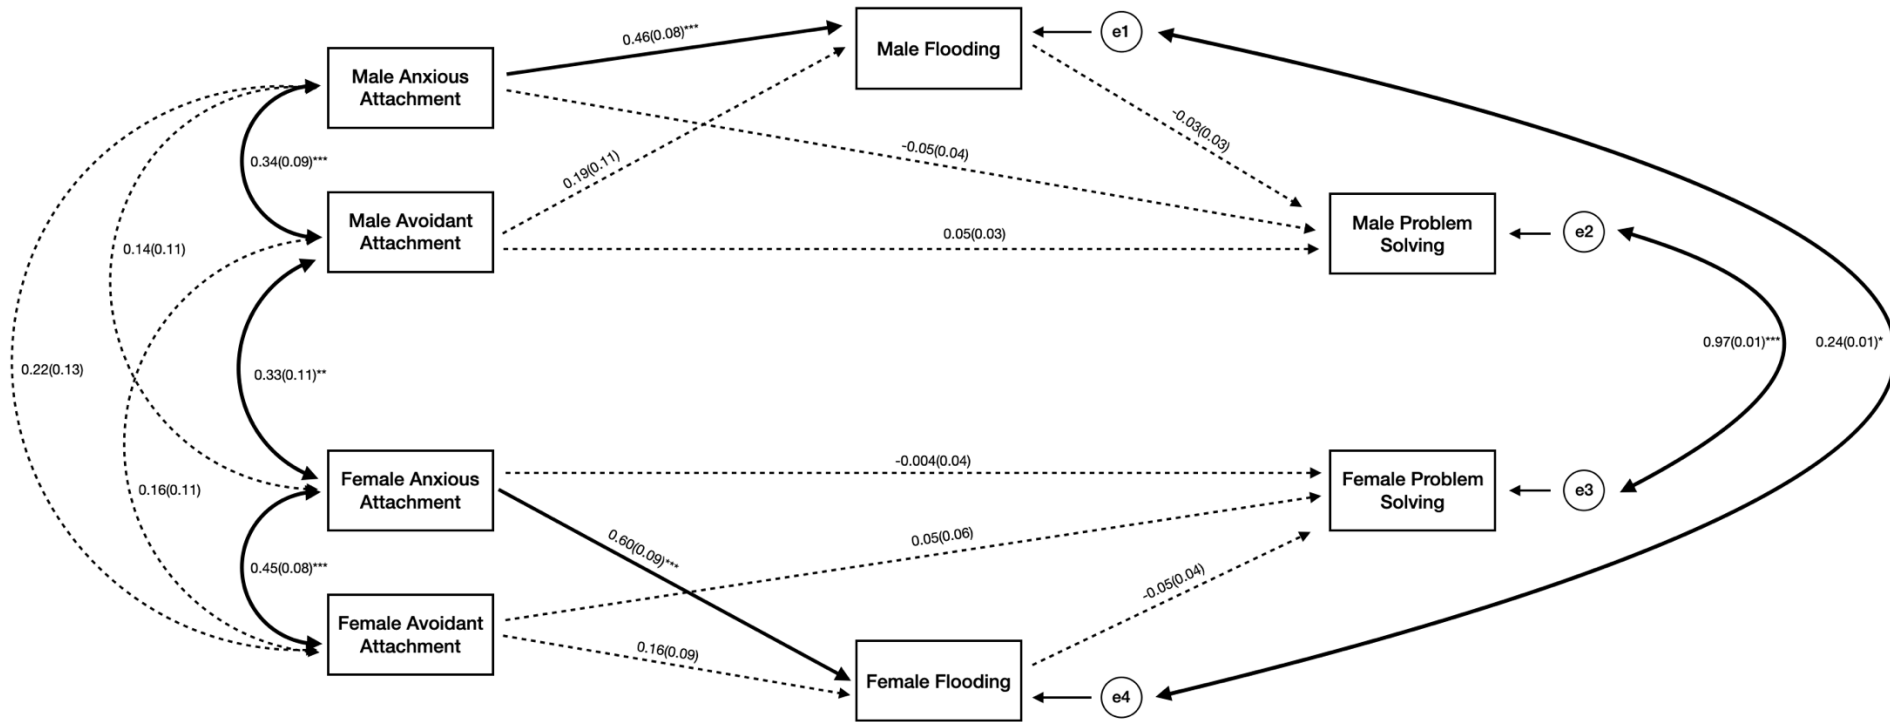 Male Flooding
e1
0.46(0.08)***
Male Anxious
Attachment
-0.03(0.03)
0.34(0.09)***
-0.05(0.04)
0.19(0.11)
Male Avoidant
Attachment
Male Problem
Solving
e2
0.14(0.11)
0.05(0.03)
0.97(0.01)***
0.24(0.01)*
0.22(0.13)
0.33(0.11)**
-0.004(0.04)
Female Anxious
Attachment
Female Problem
Solving
e3
0.16(0.11)
0.05(0.06)
0.60(0.09)***
0.45(0.08)***
-0.05(0.04)
Female Avoidant
Attachment
0.16(0.09)
Female Flooding
e4